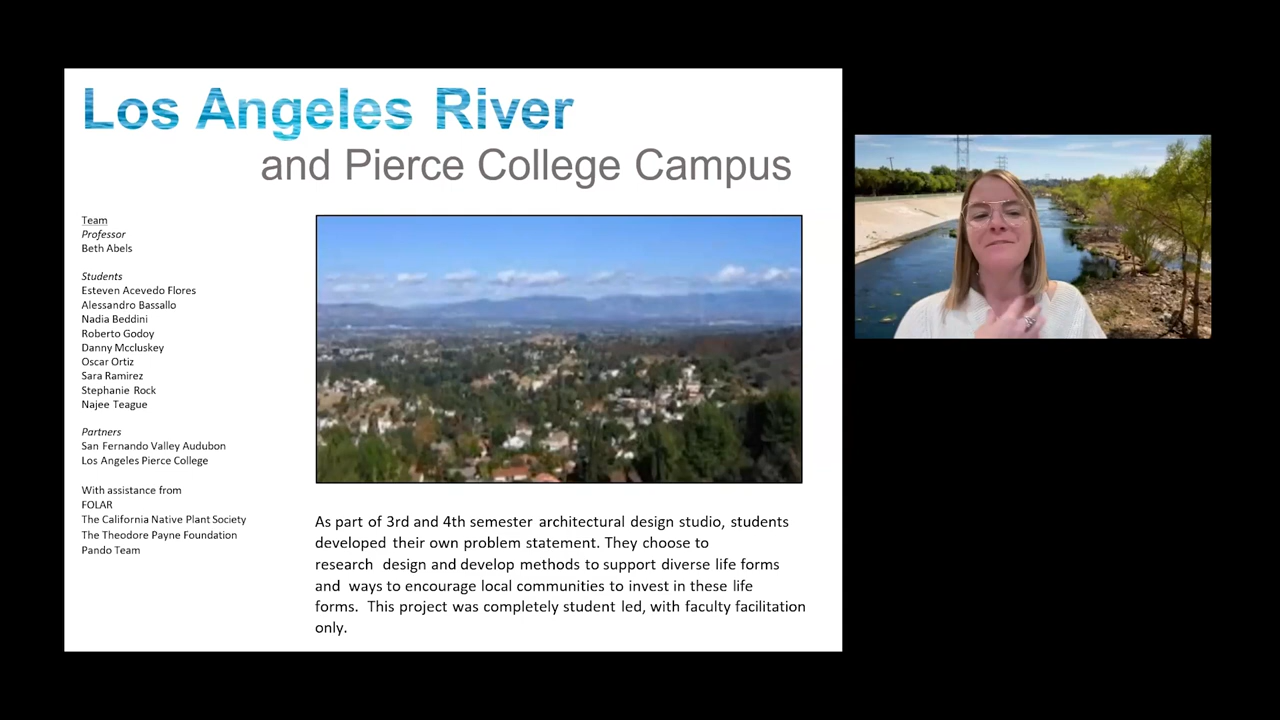 Los Angeles River
and Pierce College Campus
Team
Professor
Beth Abels
Students
Esteven Acevedo Flores
Alessandro Bassallo
Nadia Beddini
Roberto Godoy
Danny Mccluskey
Oscar Ortiz
Sara Ramirez
Stephanie Rock
Najee Teague
Partners
San Fernando Valley Audubon
Los Angeles Pierce College
With assistance from
FOLAR
The California Native Plant Society
The Theodore Payne Foundation
Pando Team
As part of 3rd and 4th semester architectural design studio, students
developed their own problem statement. They choose to
research design and develop methods to support diverse life forms
and ways to encourage local communities to invest in these life
forms. This project was completely student led, with faculty facilitation
only.